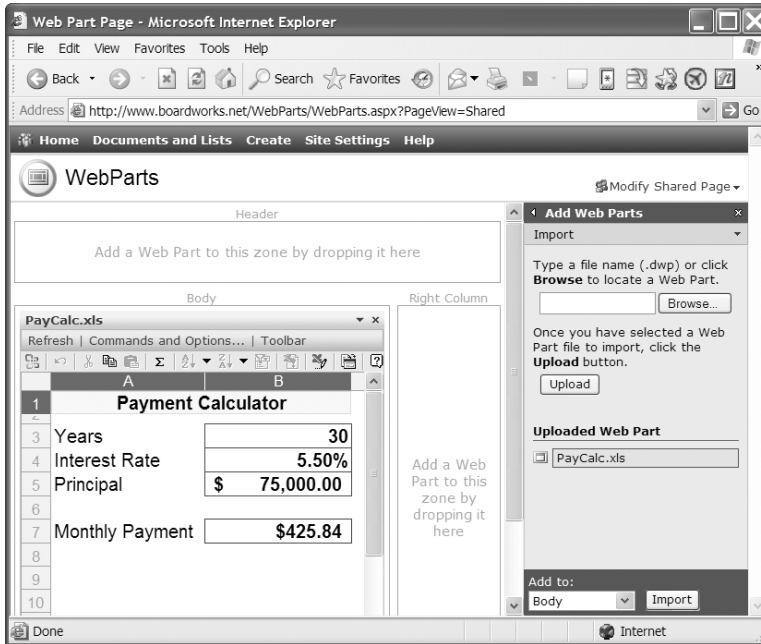 Web Part Page - Microsoft Internet Explorer
File Edit View Favorites Tools Help
Back Search Favorites
Address http://www.boardworks.net/WebParts/WebParts.aspx?PageView=Shared Go
Home Documents and Lists Create Site Settings Help
WebParts
Modify Shared Page
Header
Add a Web Part to this zone by dropping it here
Body
PayCalc.xls
Refresh | Commands and Options... | Toolbar
A B
1 Payment Calculator
2
3 Years 30
4 Interest Rate 5.50%
5 Principal $ 75,000.00
6
7 Monthly Payment $425.84
8
9
10
Right Column
Add a Web
Part to this
zone by
dropping it
here
Add Web Parts
Import
Type a file name (.dwp) or click
Browse to locate a Web Part.
Browse...
Once you have selected a Web
Part file to import, click the
Upload button.
Upload
Uploaded Web Part
PayCalc.xls
Add to:
Body Import
Done Internet